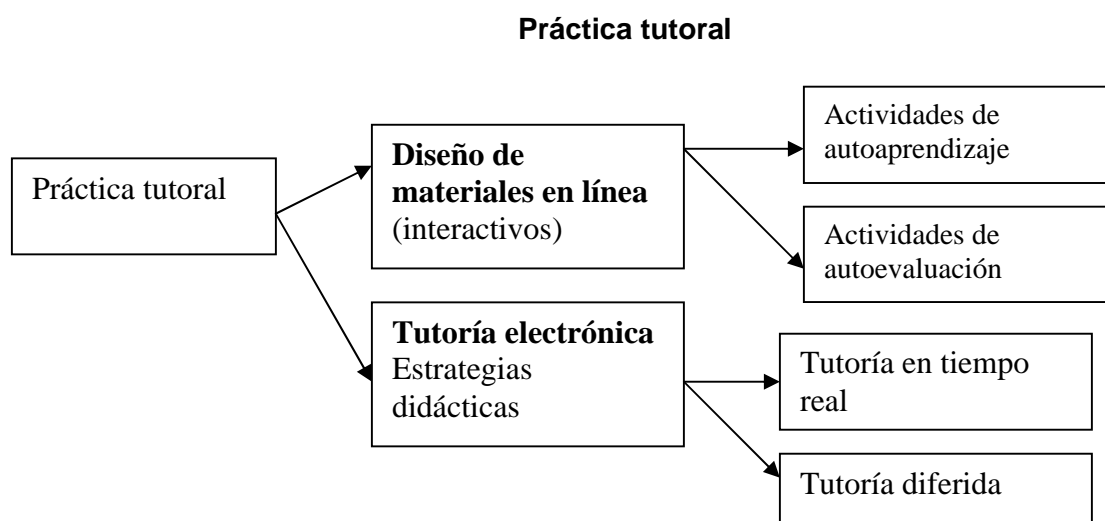 Práctica tutoral
Práctica tutoral
Diseño de
materiales en línea
(interactivos)
Actividades de
autoaprendizaje
Actividades de
autoevaluación
Tutoría electrónica
Estrategias
didácticas
Tutoría en tiempo
real
Tutoría diferida